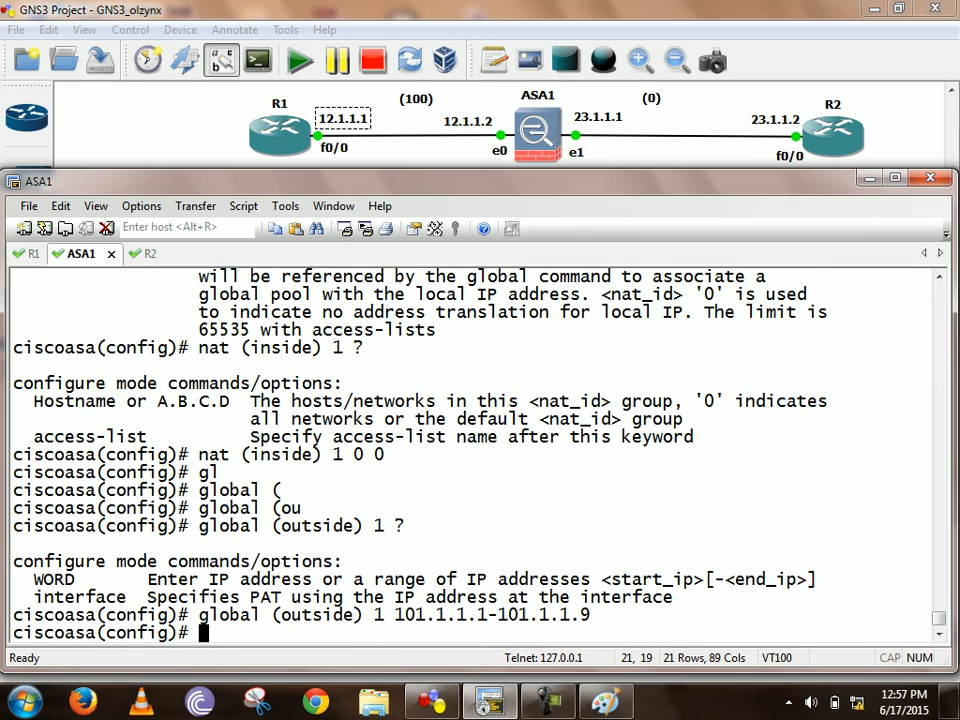 GNS3 Project - GNS3_olzynx
File Edit View Control Device Annotate Tools Help
(100) ASA1 (0)
R1 R2
12.1.1.1 12.1.1.2 23.1.1.1 23.1.1.2
f0/0 e0 e1 f0/0
ASA1
File Edit View Options Transfer Script Tools Window Help
Enter host <Alt+R>
R1 ASA1 R2
will be referenced by the global command to associate a
global pool with the local IP address. <nat_id> '0' is used
to indicate no address translation for local IP. The limit is
65535 with access-lists
ciscoasa(config)# nat (inside) 1 ?
configure mode commands/options:
Hostname or A.B.C.D The hosts/networks in this <nat_id> group, '0' indicates
all networks or the default <nat_id> group
access-list Specify access-list name after this keyword
ciscoasa(config)# nat (inside) 1 0 0
ciscoasa(config)# gl
ciscoasa(config)# global (
ciscoasa(config)# global (ou
ciscoasa(config)# global (outside) 1 ?
configure mode commands/options:
WORD Enter IP address or a range of IP addresses <start_ip>[-<end_ip>]
interface Specifies PAT using the IP address at the interface
ciscoasa(config)# global (outside) 1 101.1.1.1-101.1.1.9
ciscoasa(config)#
Ready Telnet: 127.0.0.1 21, 19 21 Rows, 89 Cols VT100 CAP NUM
12:57 PM
6/17/2015